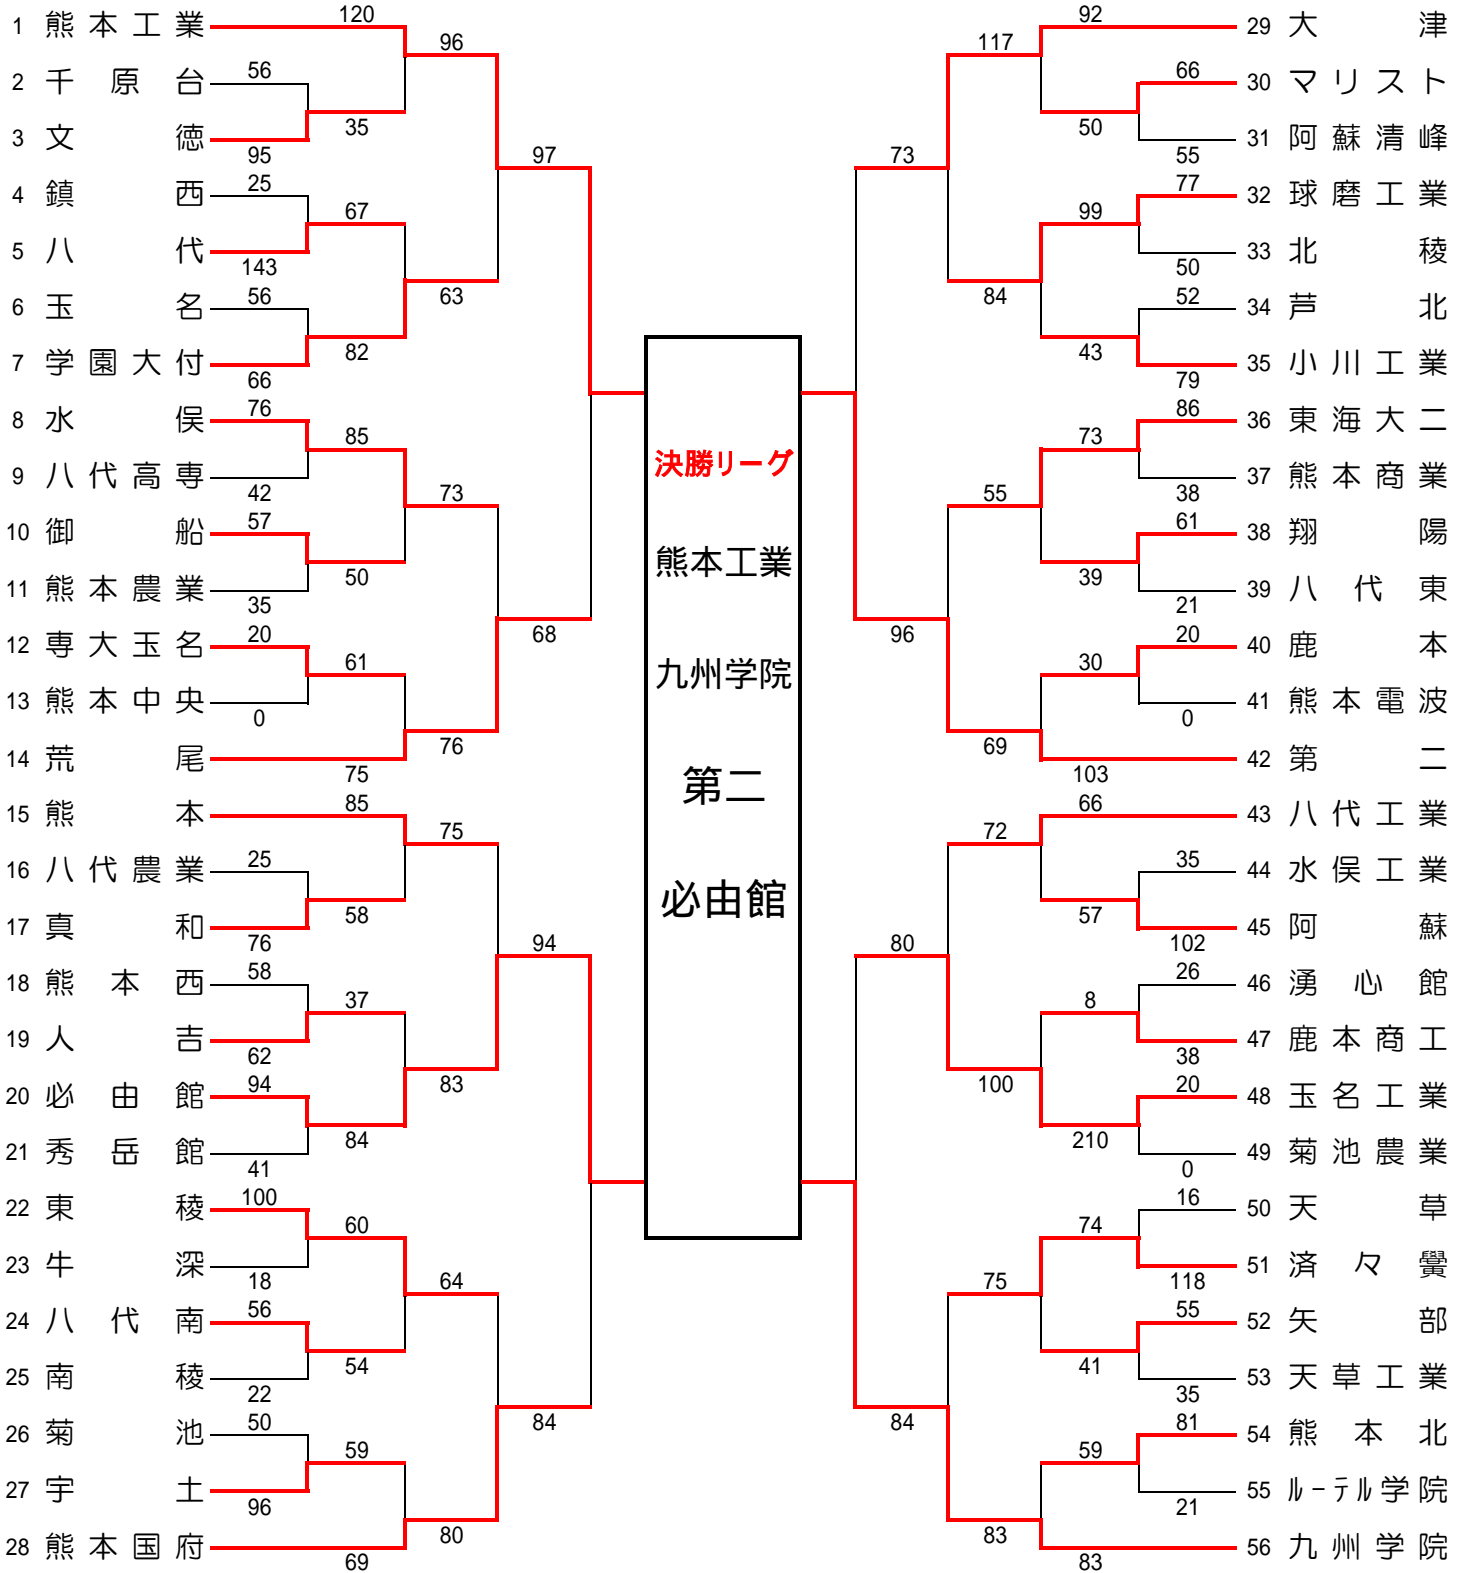 1 熊本工業
2 千原台
3 文徳
4 鎮西
5 八代
6 玉名
7 学園大付
8 水俣
9 八代高専
10 御船
11 熊本農業
12 専大玉名
13 熊本中央
14 荒尾
15 熊本
16 八代農業
17 真和
18 熊本西
19 人吉
20 必由館
21 秀岳館
22 東稜
23 牛深
24 八代南
25 南稜
26 菊池
27 宇土
28 熊本国府
120
56
95
25
143
56
66
76
42
57
35
20
0
75
85
25
76
58
62
94
41
100
18
56
22
50
96
69
35
67
82
85
50
61
58
37
84
60
54
59
96
63
73
76
75
83
64
80
97
68
94
84
決勝リーグ
熊本工業
九州学院
第二
必由館
73
96
80
84
117
84
55
69
72
100
75
83
50
99
43
73
39
30
57
8
210
74
41
59
92
66
55
77
50
52
79
86
38
61
21
20
0
103
66
35
102
26
38
20
0
16
118
55
35
81
21
83
29 大津
30 マリスト
31 阿蘇清峰
32 球磨工業
33 北稜
34 芦北
35 小川工業
36 東海大二
37 熊本商業
38 翔陽
39 八代東
40 鹿本
41 熊本電波
42 第二
43 八代工業
44 水俣工業
45 阿蘇
46 湧心館
47 鹿本商工
48 玉名工業
49 菊池農業
50 天草
51 済々黌
52 矢部
53 天草工業
54 熊本北
55 ルーテル学院
56 九州学院